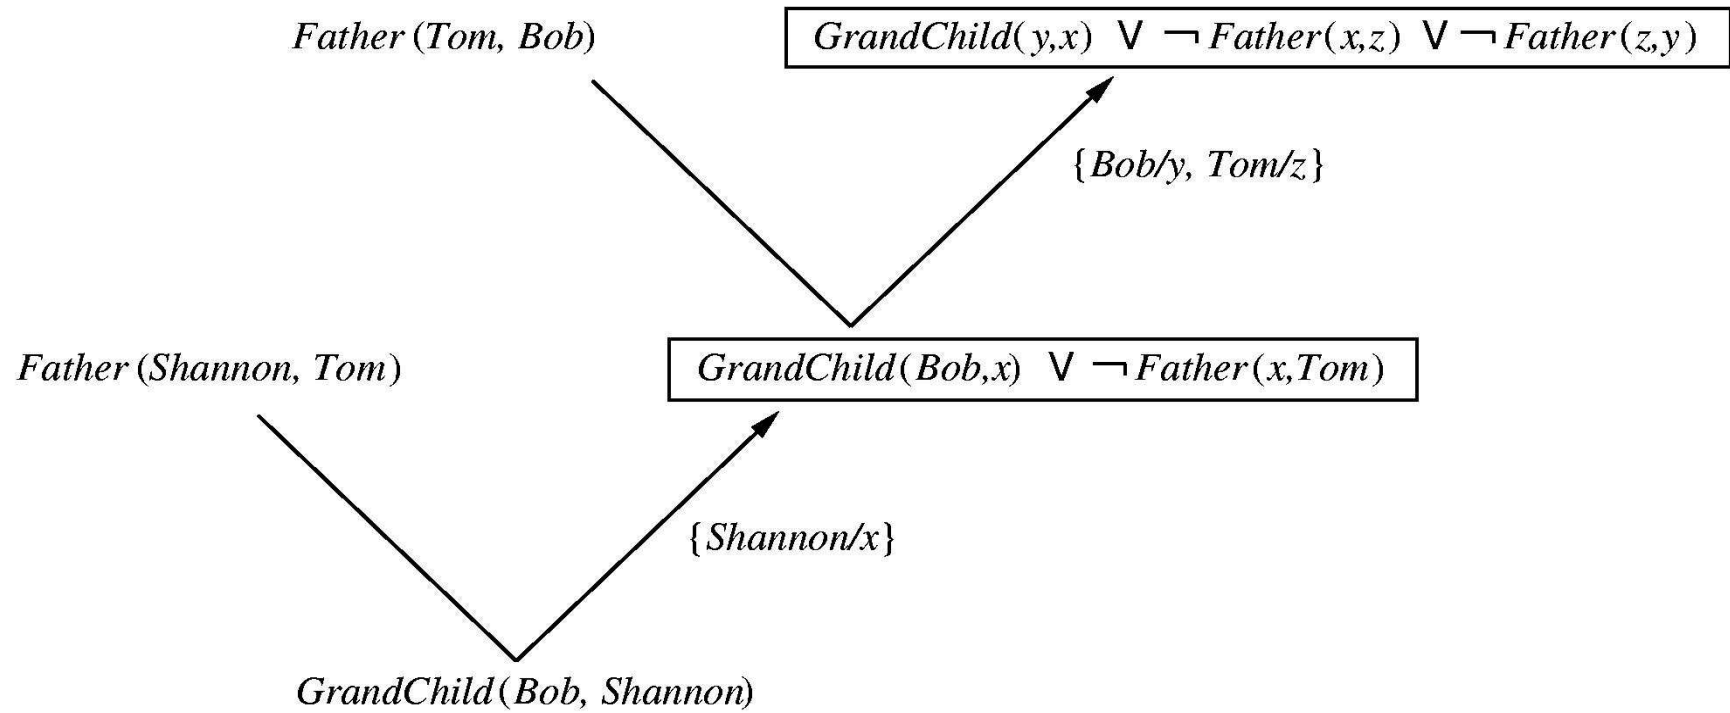 Father (Tom, Bob)
GrandChild(y,x) ∨ ¬ Father(x,z) ∨ ¬ Father(z,y)
{Bob/y, Tom/z}
Father (Shannon, Tom)
GrandChild(Bob,x) ∨ ¬ Father(x,Tom)
{Shannon/x}
GrandChild(Bob, Shannon)